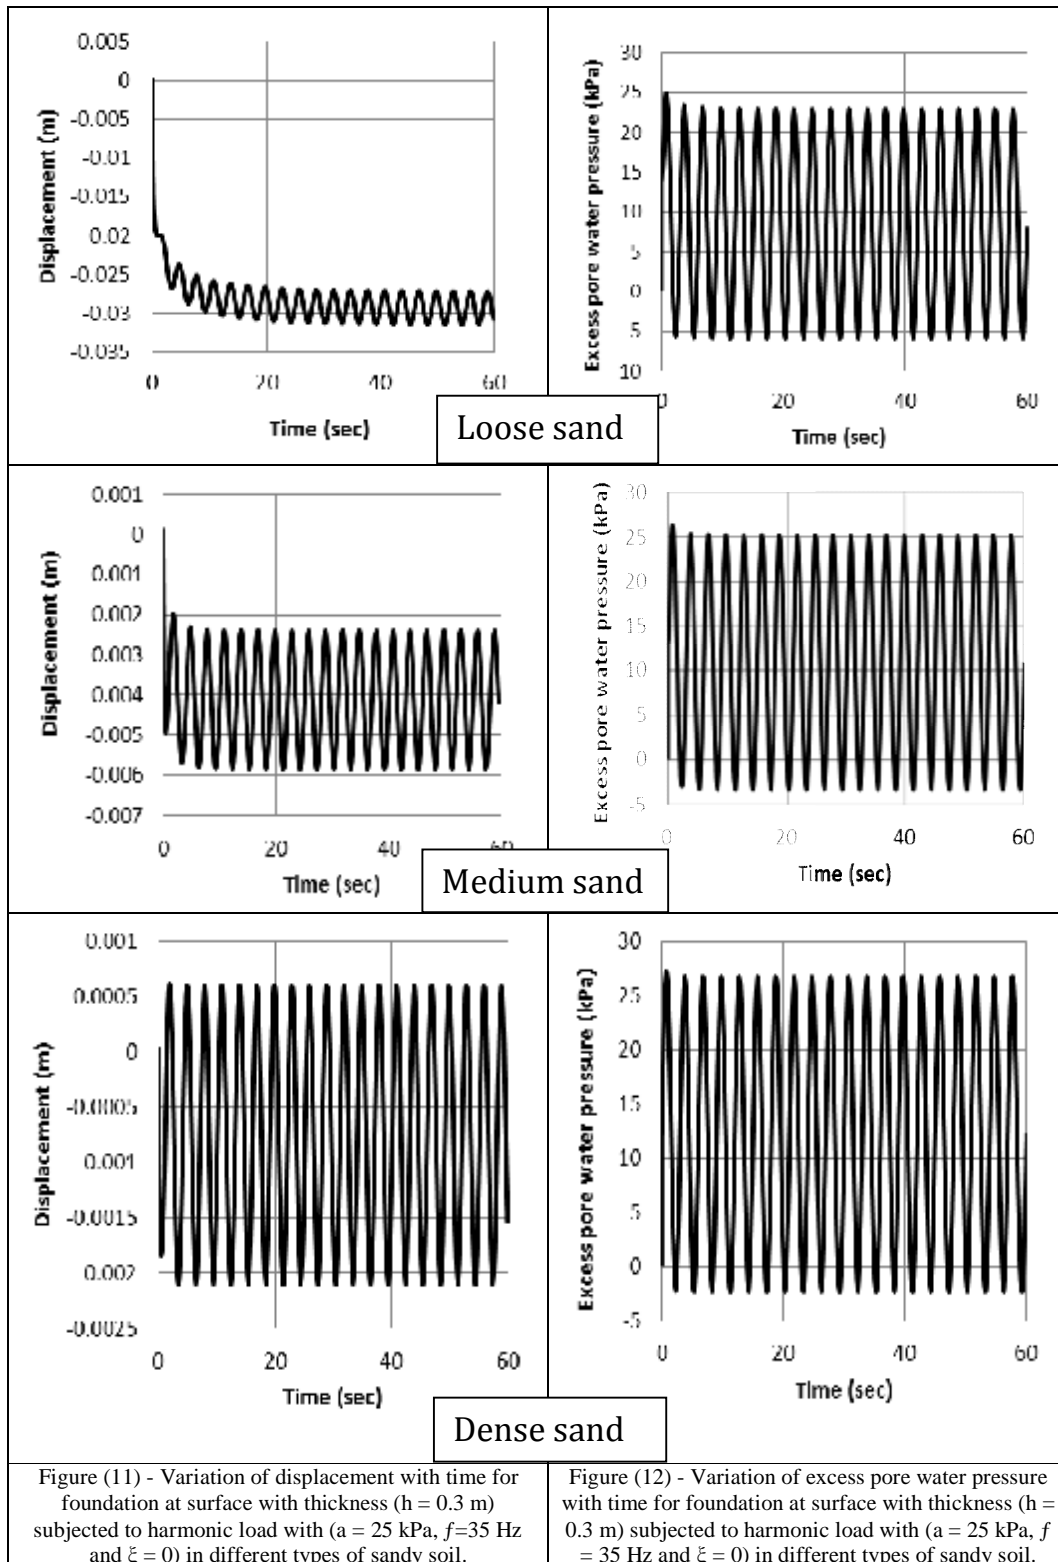 0.005
0
-0.005
-0.01
-0.015
0.02
-0.025
-0.03
-0.035
0 20 40 60
Displacement (m)
Time (sec)
30
25
20
15
10
5
0
5
10
0 40 60
Excess pore water pressure (kPa)
Time (sec)
Loose sand
0.001
0
0.001
0.002
0.003
0.004
-0.005
-0.006
-0.007
0 20 40 60
Displacement (m)
Time (sec)
30
25
20
15
10
5
0
-5
0 20 40 60
Excess pore water pressure (kPa)
Time (sec)
Medium sand
0.001
0.0005
0
-0.0005
0.001
-0.0015
0.002
-0.0025
0 20 40 60
Displacement (m)
Time (sec)
30
25
20
15
10
5
0
-5
0 20 40 60
Excess pore water pressure (kPa)
Time (sec)
Dense sand
Figure (11) - Variation of displacement with time for
foundation at surface with thickness (h = 0.3 m)
subjected to harmonic load with (a = 25 kPa, f=35 Hz
and ξ = 0) in different types of sandy soil.
Figure (12) - Variation of excess pore water pressure
with time for foundation at surface with thickness (h =
0.3 m) subjected to harmonic load with (a = 25 kPa, f
= 35 Hz and ξ = 0) in different types of sandy soil.